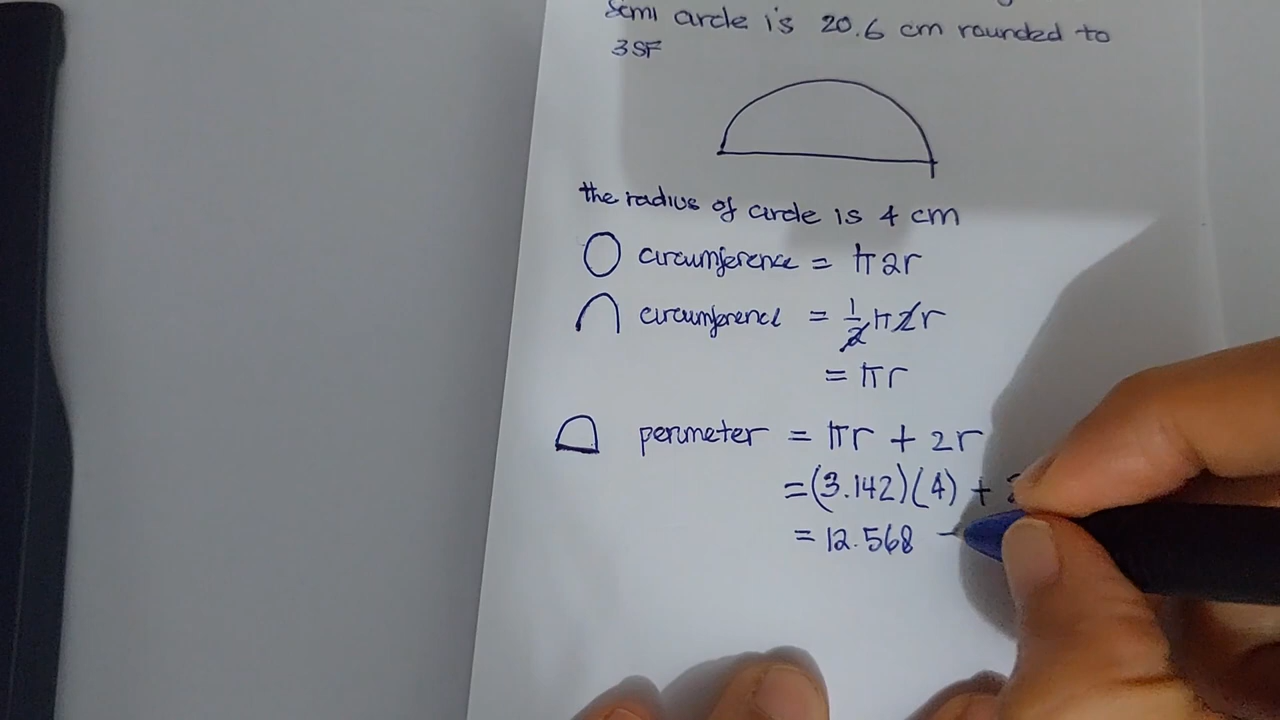 semi circle is 20.6 cm rounded to
3SF
the radius of circle is 4 cm
circumference = π2r
circumference = 1/2 π2r
= πr
perimeter = πr + 2r
= (3.142)(4) +
= 12.568